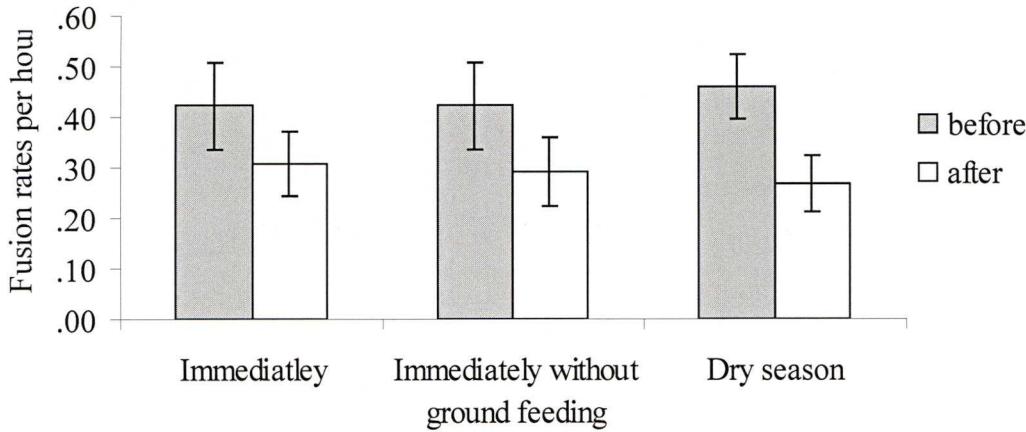 Fusion rates per hour
.60
.50
.40
.30
.20
.10
.00
Immediatley
Immediately without
ground feeding
Dry season
before
after